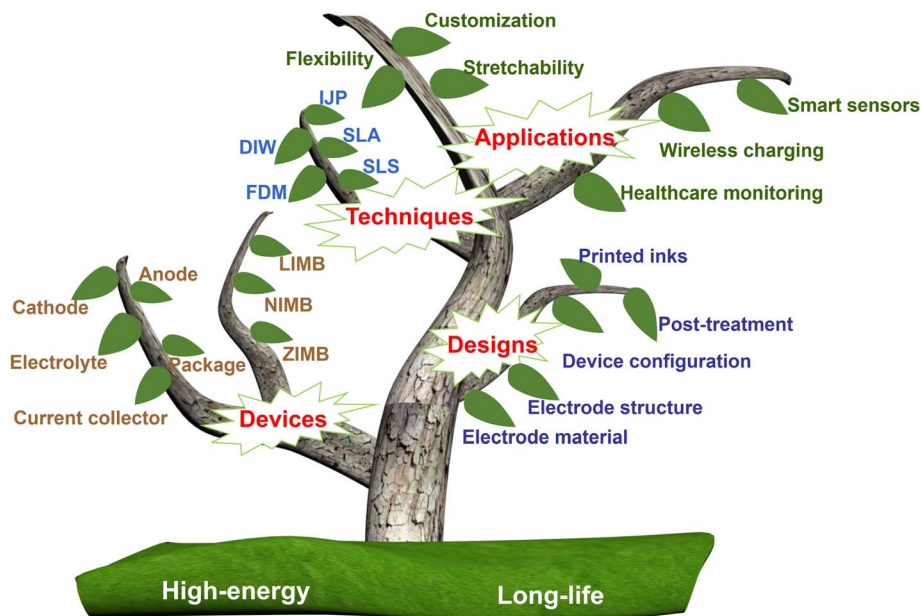 Customization
Flexibility
Stretchability
IJP
Smart sensors
DIW
SLA
Applications
Wireless charging
SLS
FDM
Healthcare monitoring
Techniques
Printed inks
LIMB
Anode
Cathode
NIMB
Post-treatment
Designs
ZIMB
Electrolyte
Package
Device configuration
Current collector
Devices
Electrode structure
Electrode material
High-energy
Long-life